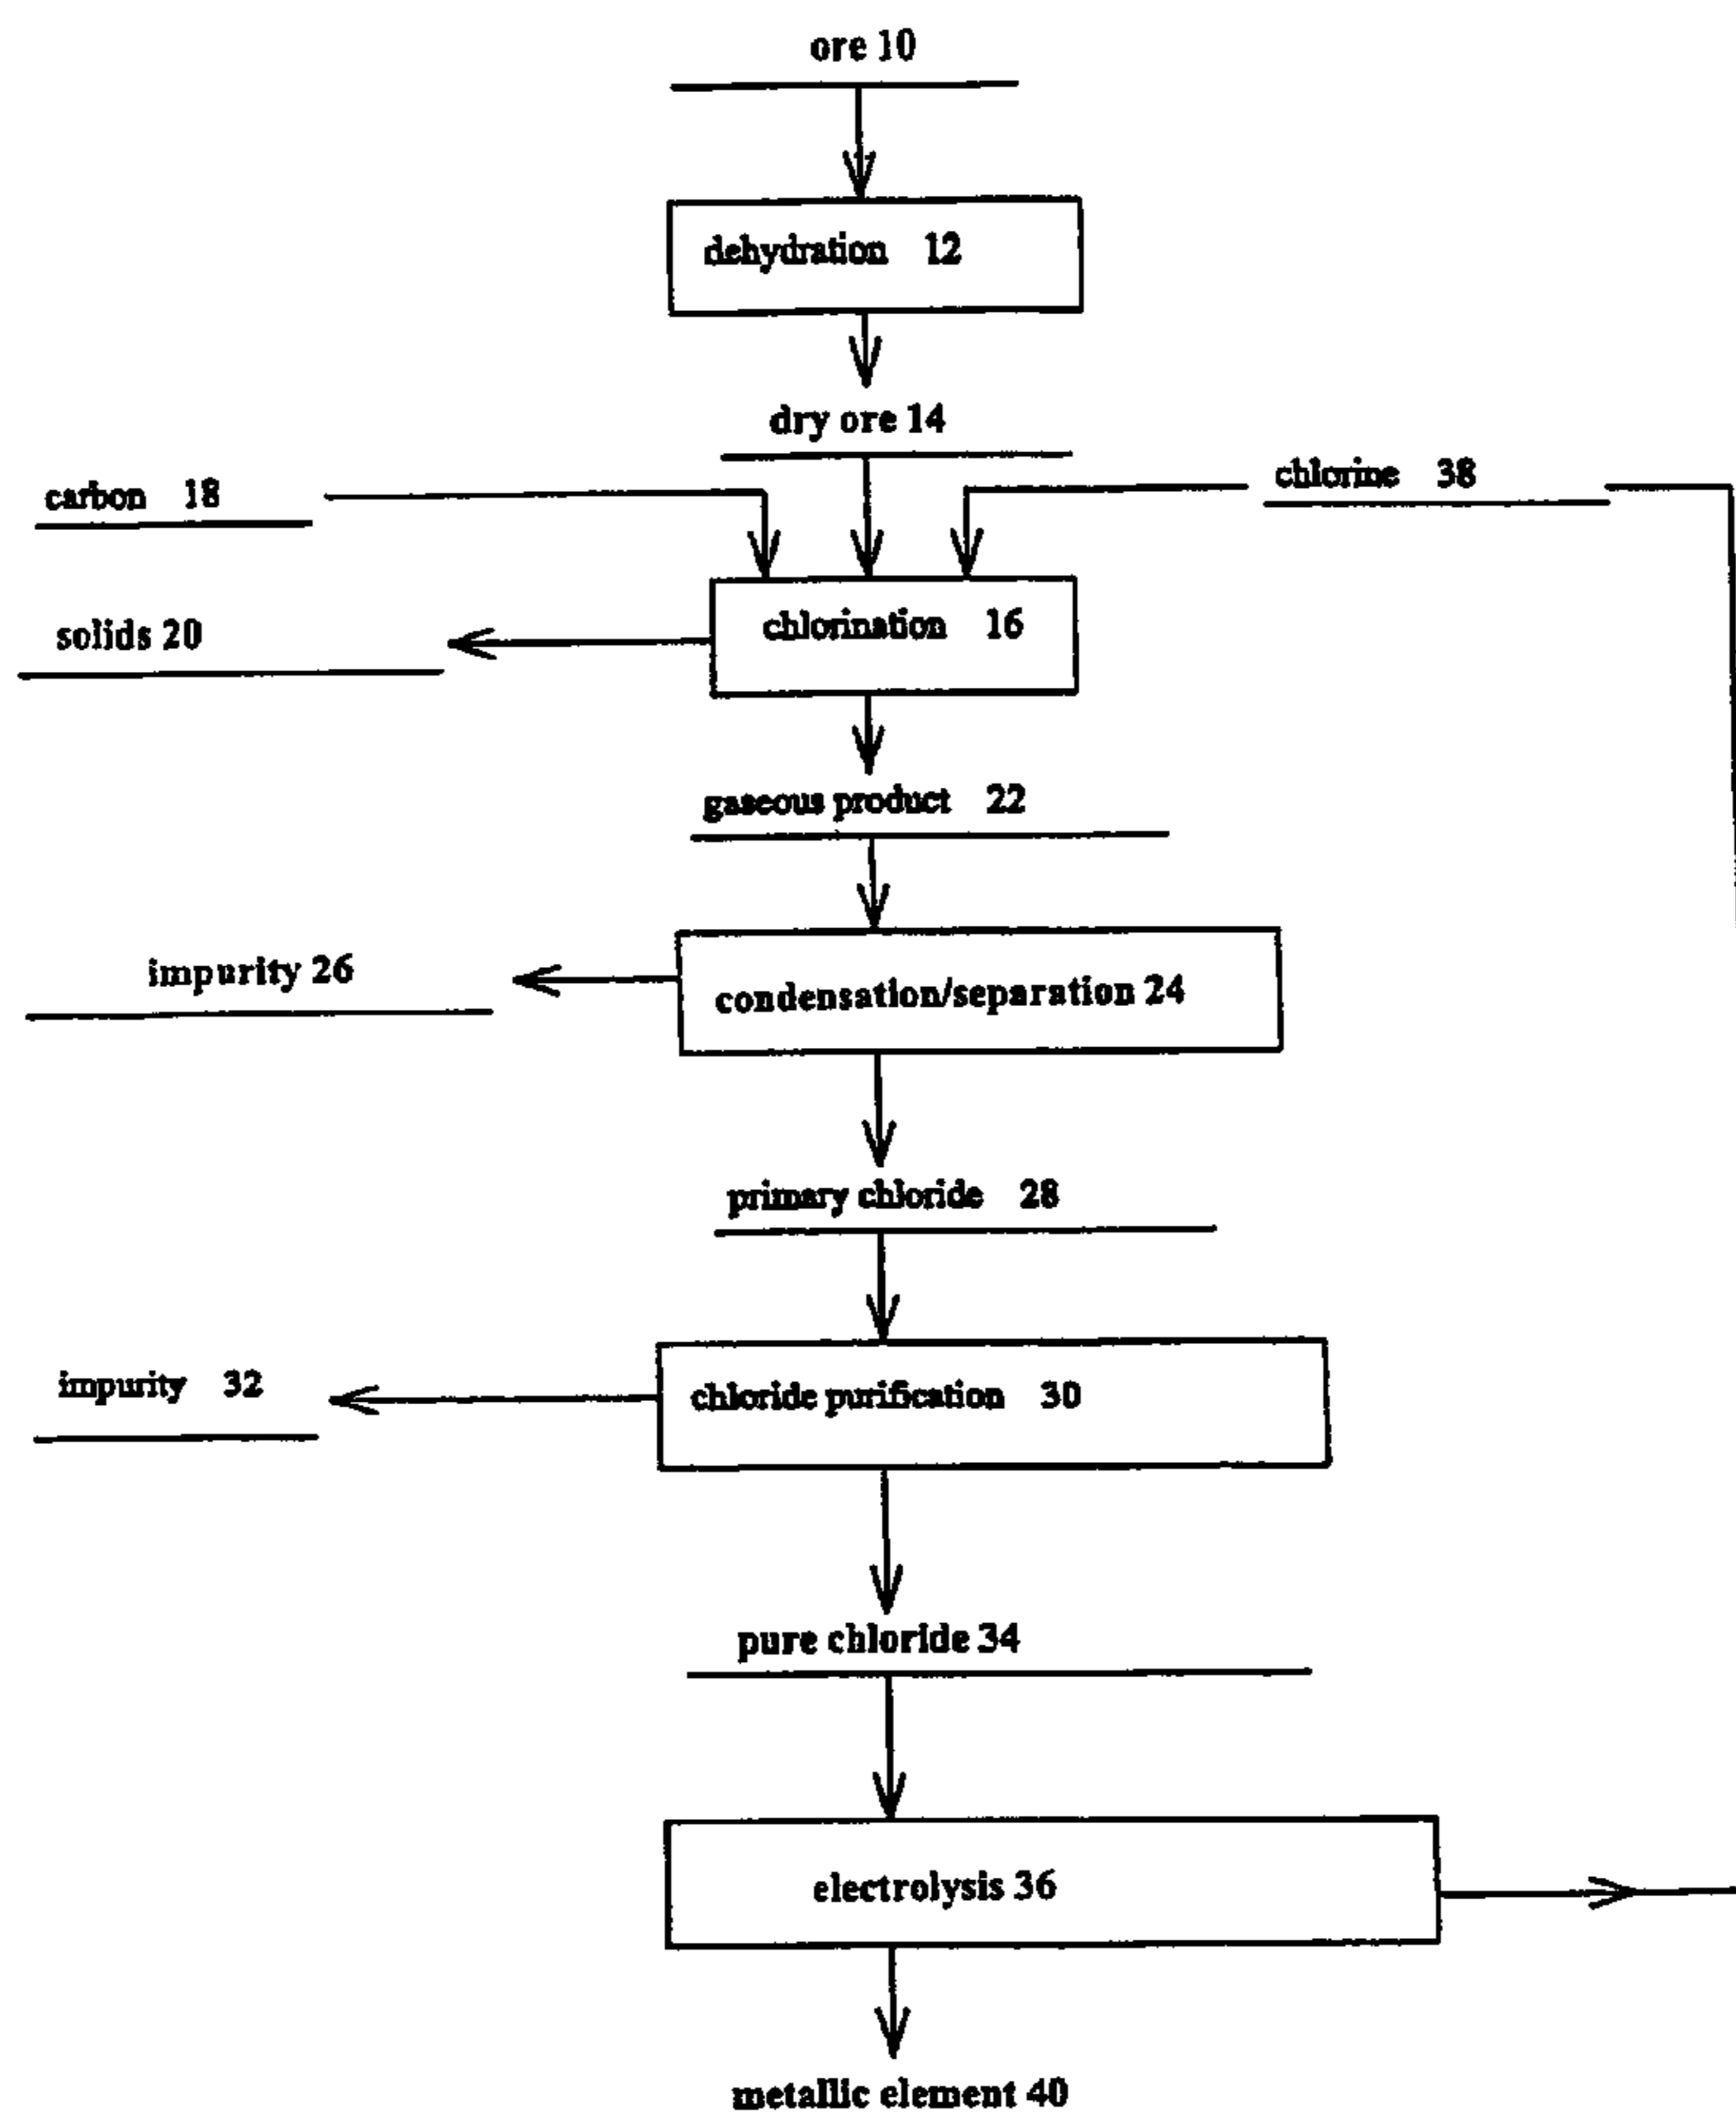 ore 10
dehydration 12
dry ore 14
carbon 18
chlorine 38
chlorination 16
solids 20
gaseous product 22
impurity 26
condensation/separation 24
primary chloride 28
impurity 32
chloride purification 30
pure chloride 34
electrolysis 36
metallic element 40